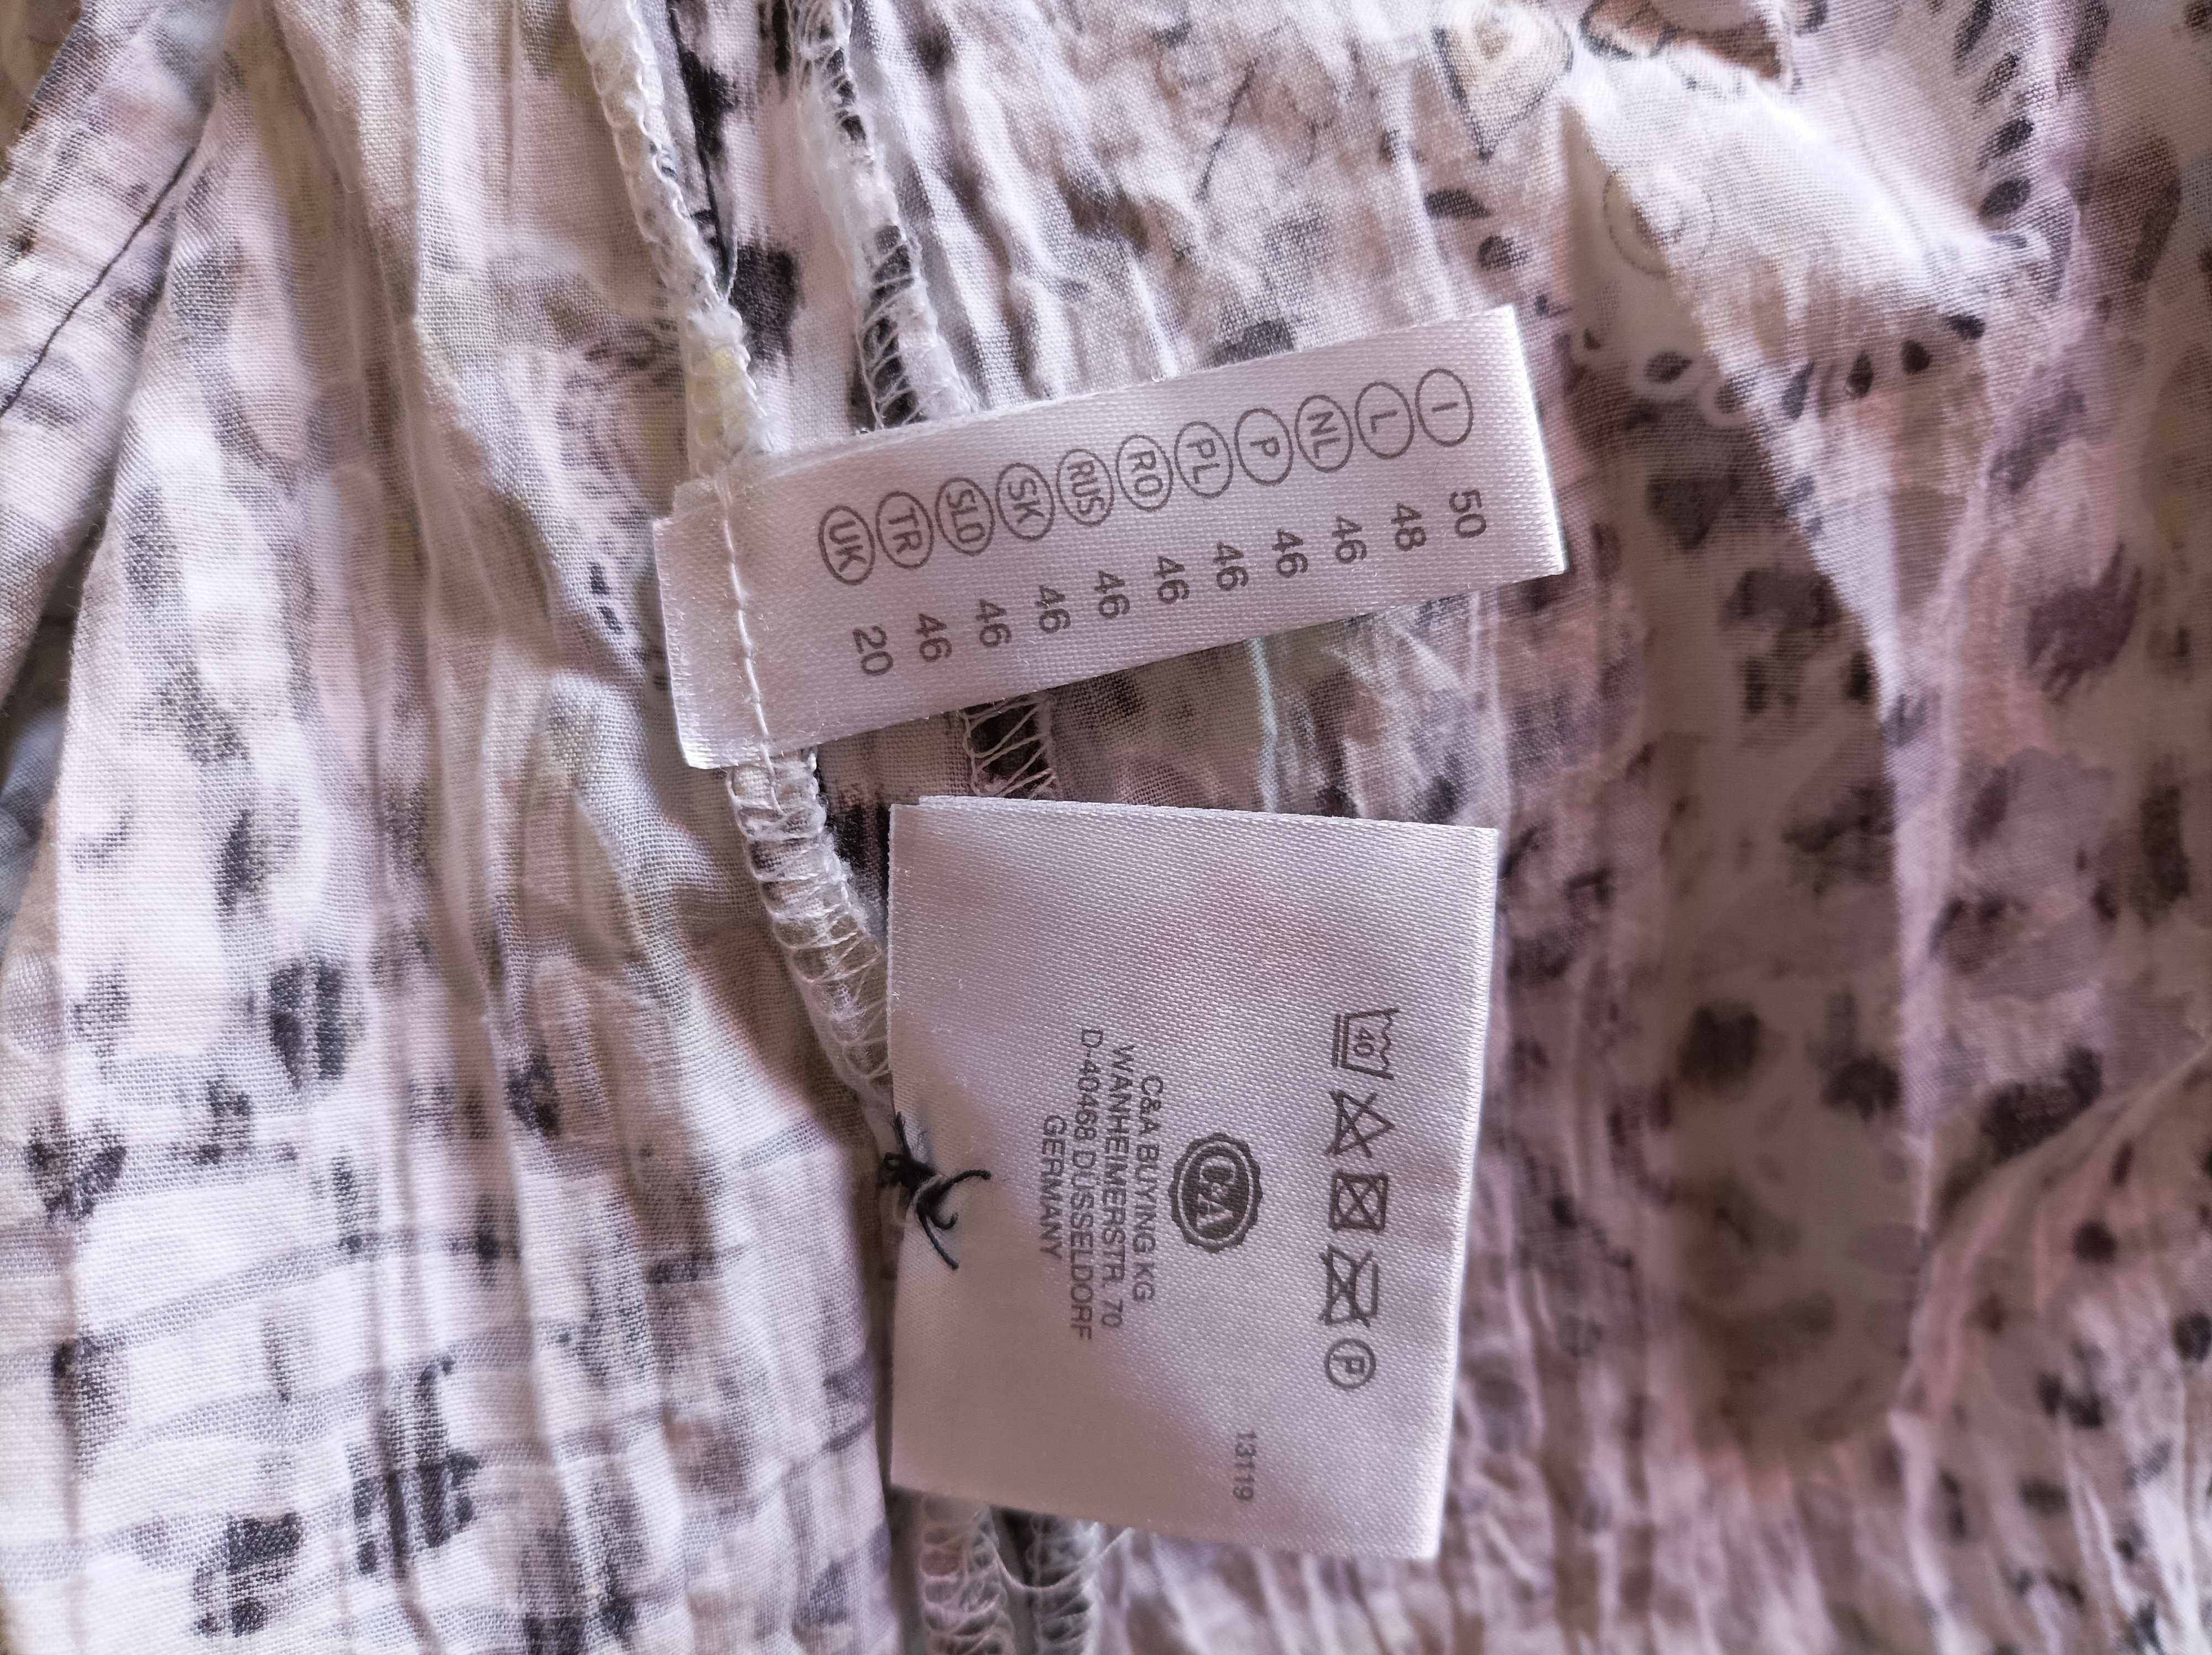 I 50
L 48
NL 46
P 46
PL 46
RO 46
RUS 46
SK 46
SLO 46
TR 46
UK 20
40
P
C&A
C&A BUYING KG
WANHEIMERSTR. 70
D-40468 DÜSSELDORF
GERMANY
13119